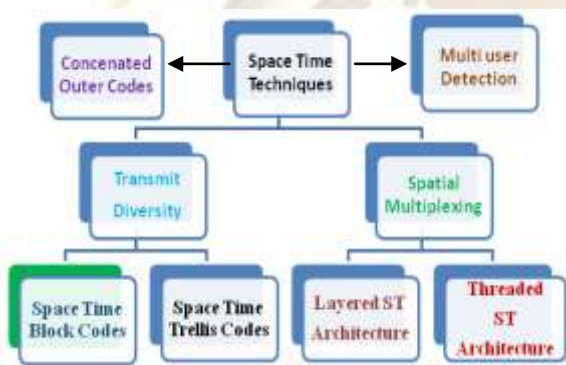 Concenated
Outer Codes
Space Time
Techniques
Multi user
Detection
Transmit
Diversity
Spatial
Multiplexing
Space Time
Block Codes
Space Time
Trellis Codes
Layered ST
Architecture
Threaded
ST
Architecture